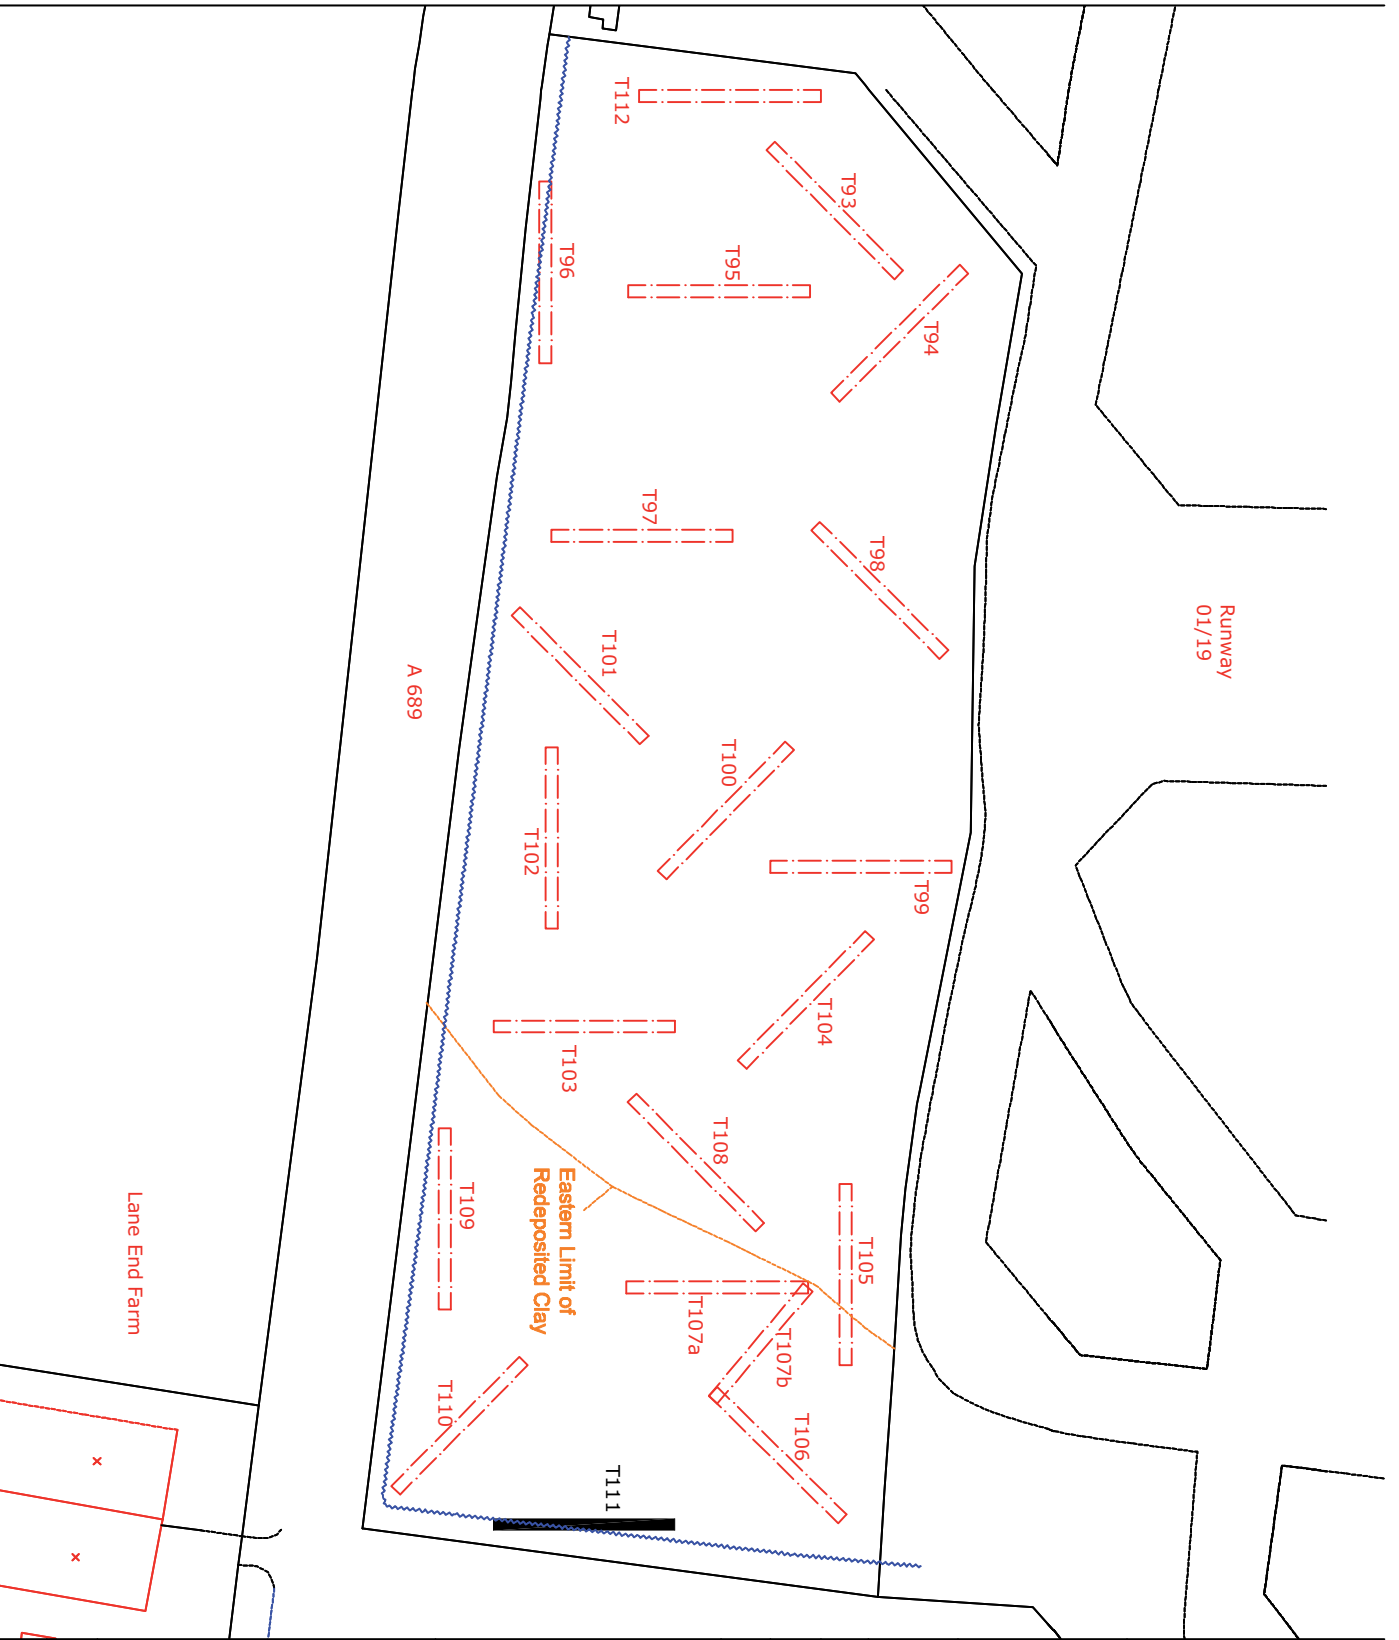 T112
T93
T96
T95
T94
T97
T98
Runway
01/19
T101
A 689
T100
T102
T99
T104
T103
T108
Eastern Limit of
Redeposited Clay
T109
Lane End Farm
T105
T107a
T107b
T110
T106
T111